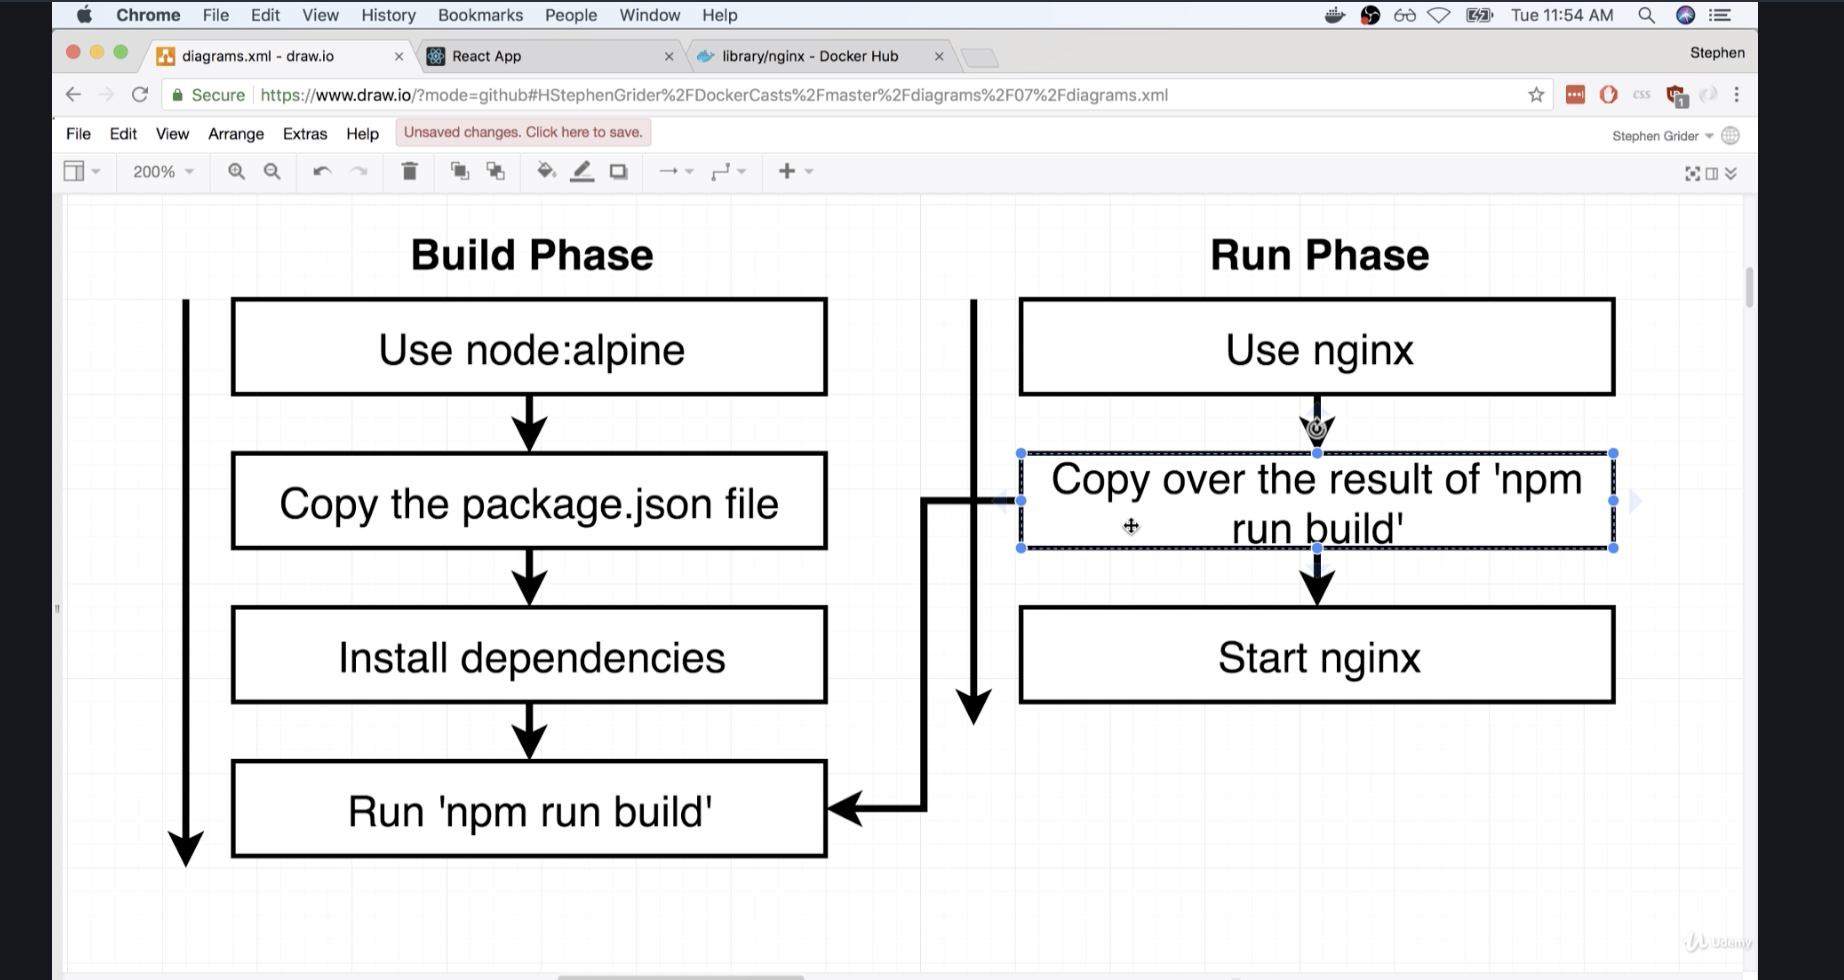 Chrome File Edit View History Bookmarks People Window Help Tue 11:54 AM
diagrams.xml - draw.io React App library/nginx - Docker Hub Stephen
Secure https://www.draw.io/?mode=github#HStephenGrider%2FDockerCasts%2Fmaster%2Fdiagrams%2F07%2Fdiagrams.xml css 1
File Edit View Arrange Extras Help Unsaved changes. Click here to save. Stephen Grider
200%
Build Phase
Use node:alpine
Copy the package.json file
Install dependencies
Run 'npm run build'
Run Phase
Use nginx
Copy over the result of 'npm
run build'
Start nginx
Udemy